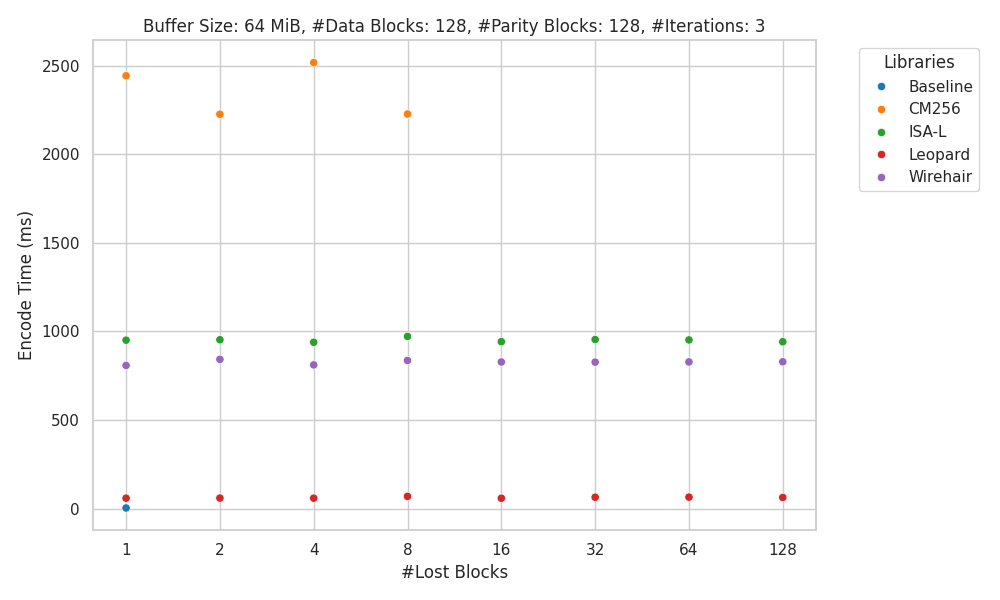 Buffer Size: 64 MiB, #Data Blocks: 128, #Parity Blocks: 128, #Iterations: 3
Libraries
Baseline
CM256
ISA-L
Leopard
Wirehair
Encode Time (ms)
2500
2000
1500
1000
500
0
1 2 4 8 16 32 64 128
#Lost Blocks